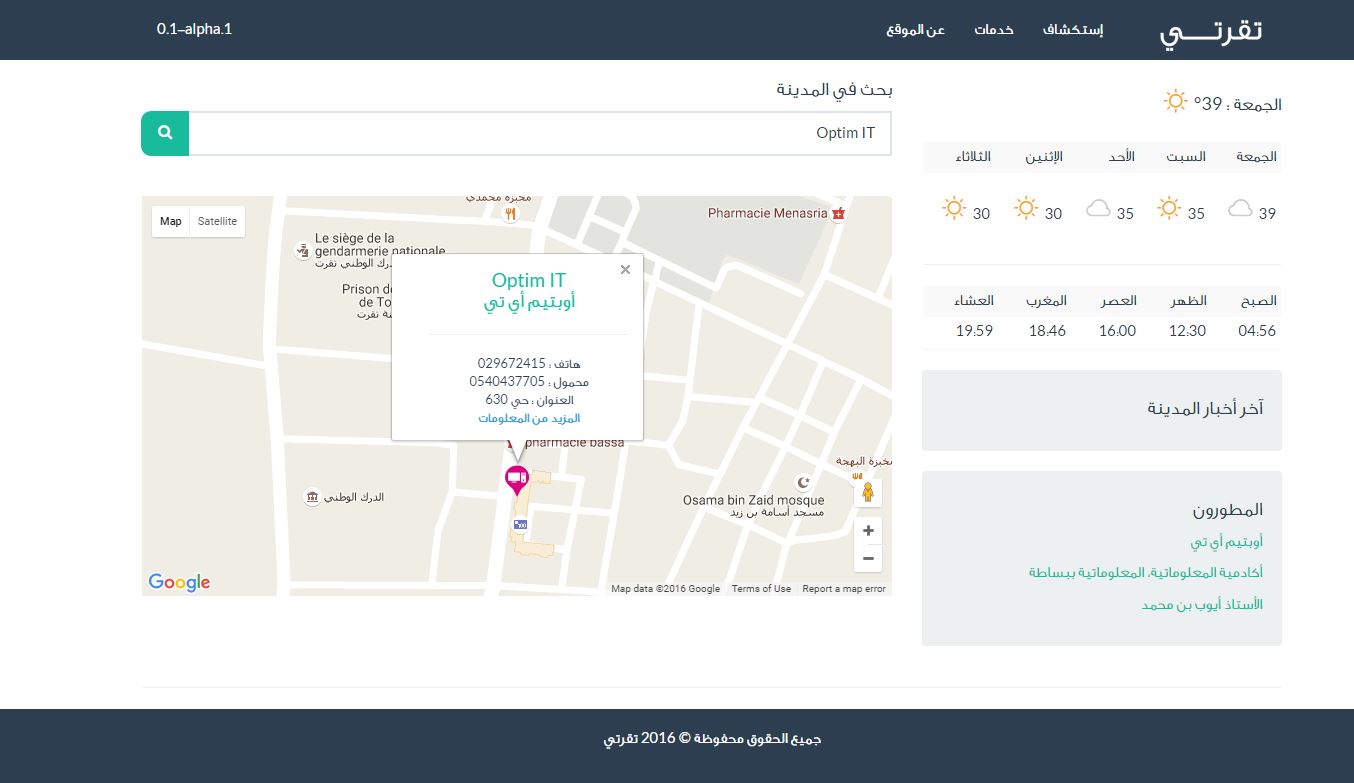 تقرتــــي
إستكشاف
خدمات
عن الموقع
0.1-alpha.1
الجمعة : 39°
الجمعة السبت الأحد الإثنين الثلاثاء
39 35 35 30 30
الصبح الظهر العصر المغرب العشاء
04:56 12:30 16:00 18:46 19:59
آخر أخبار المدينة
المطورون
أوبتيم أي تي
أكادمية المعلوماتية، المعلوماتية ببساطة
الأستاذ أيوب بن محمد
بحث في المدينة
Optim IT
Map Satellite
مخبزة محمدي
Pharmacie Menasria
Le siège de la
gendarmerie nationale
الدرك الوطني تقرت
Prison de
de To
Optim IT
أوبتيم أي تي
هاتف : 029672415
محمول : 0540437705
العنوان : حي 630
المزيد من المعلومات
pharmacie bassa
مخبزة البهجة
الدرك الوطني
Osama bin Zaid mosque
مسجد أسامة بن زيد
Google
Map data ©2016 Google Terms of Use Report a map error
جميع الحقوق محفوظة © 2016 تقرتي